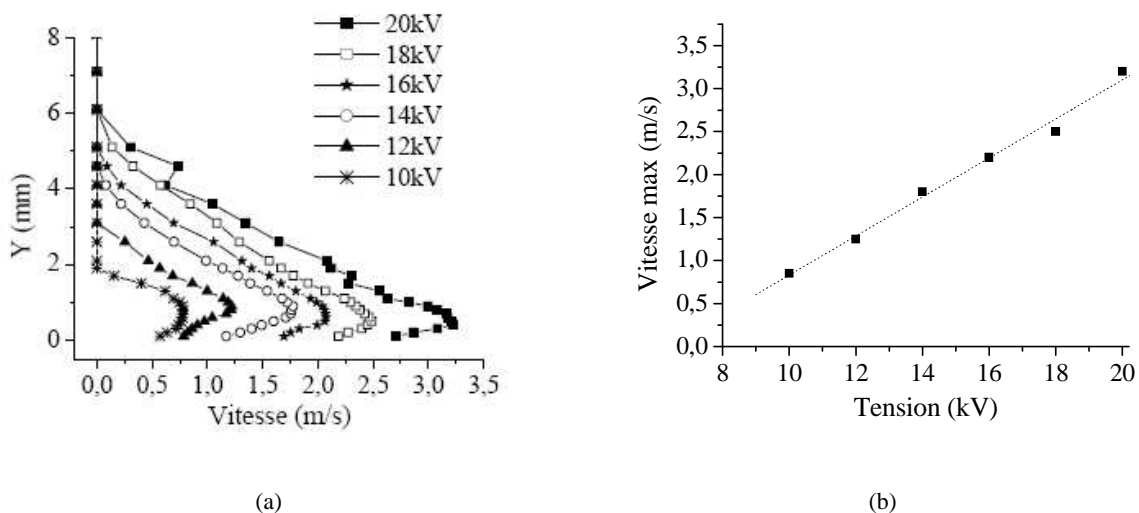 20kV
18kV
16kV
14kV
12kV
10kV
8
6
4
2
0
Y (mm)
0,0 0,5 1,0 1,5 2,0 2,5 3,0 3,5
Vitesse (m/s)
(a)
3,5
3,0
2,5
2,0
1,5
1,0
0,5
0,0
Vitesse max (m/s)
8 10 12 14 16 18 20
Tension (kV)
(b)